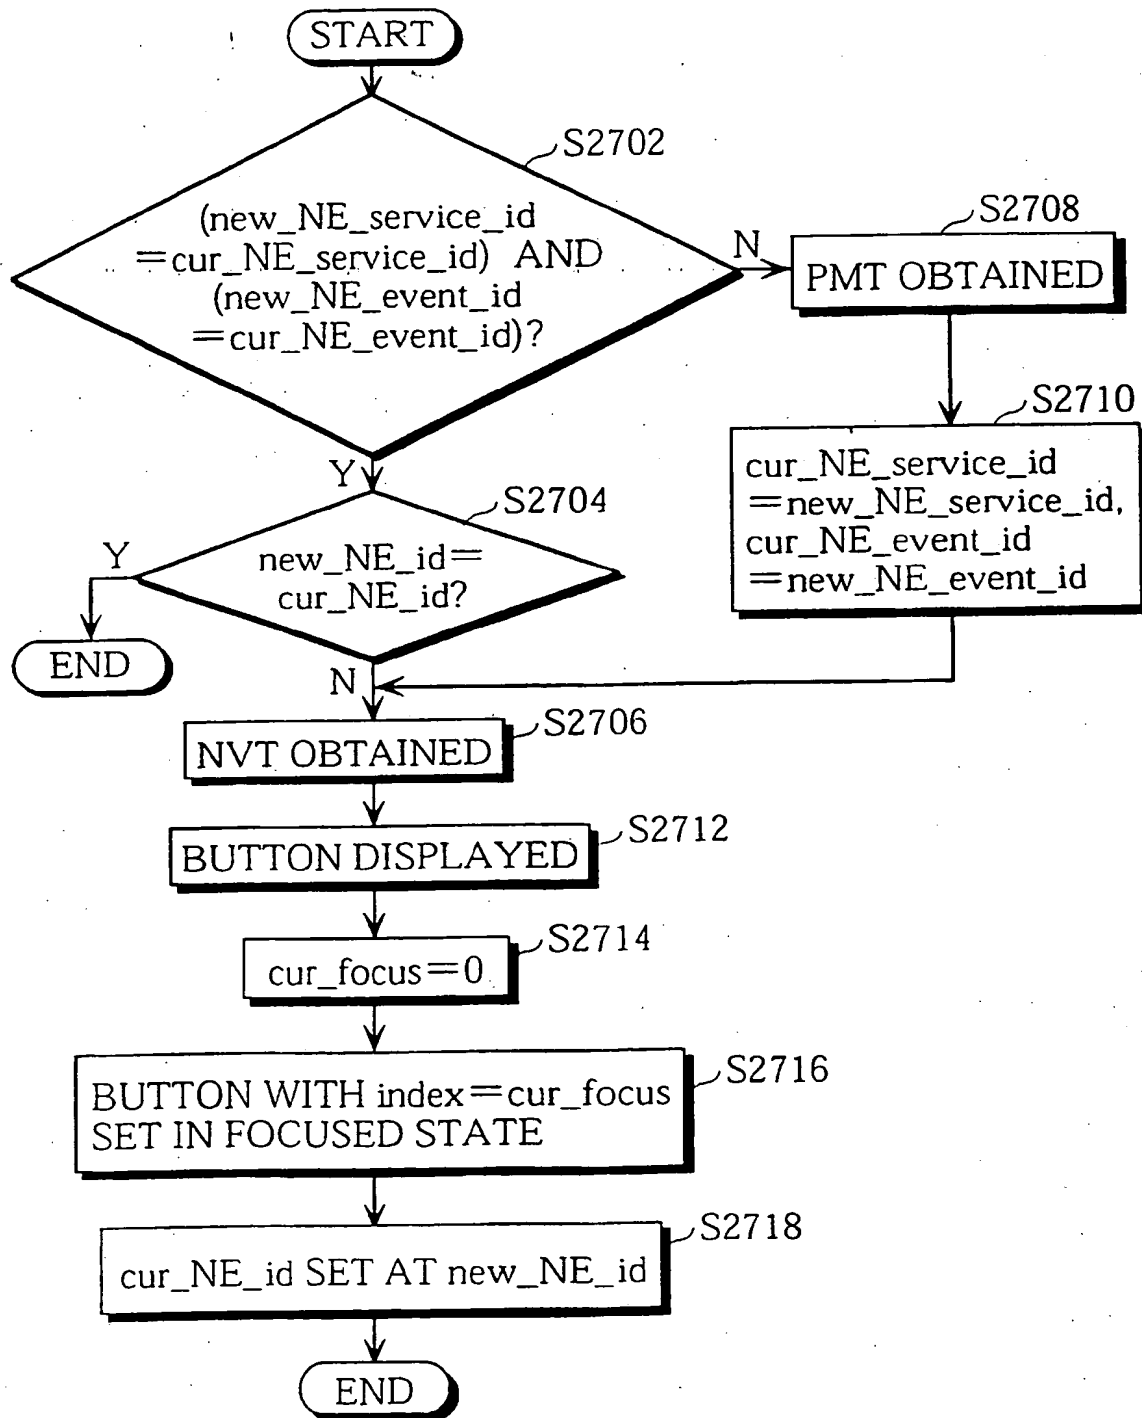 START
S2702
(new_NE_service_id
=cur_NE_service_id) AND
(new_NE_event_id
=cur_NE_event_id)?
N
S2708
PMT OBTAINED
S2710
cur_NE_service_id
=new_NE_service_id,
cur_NE_event_id
=new_NE_event_id
Y
S2704
new_NE_id=
cur_NE_id?
Y
END
N
S2706
NVT OBTAINED
S2712
BUTTON DISPLAYED
S2714
cur_focus=0
S2716
BUTTON WITH index=cur_focus
SET IN FOCUSED STATE
S2718
cur_NE_id SET AT new_NE_id
END